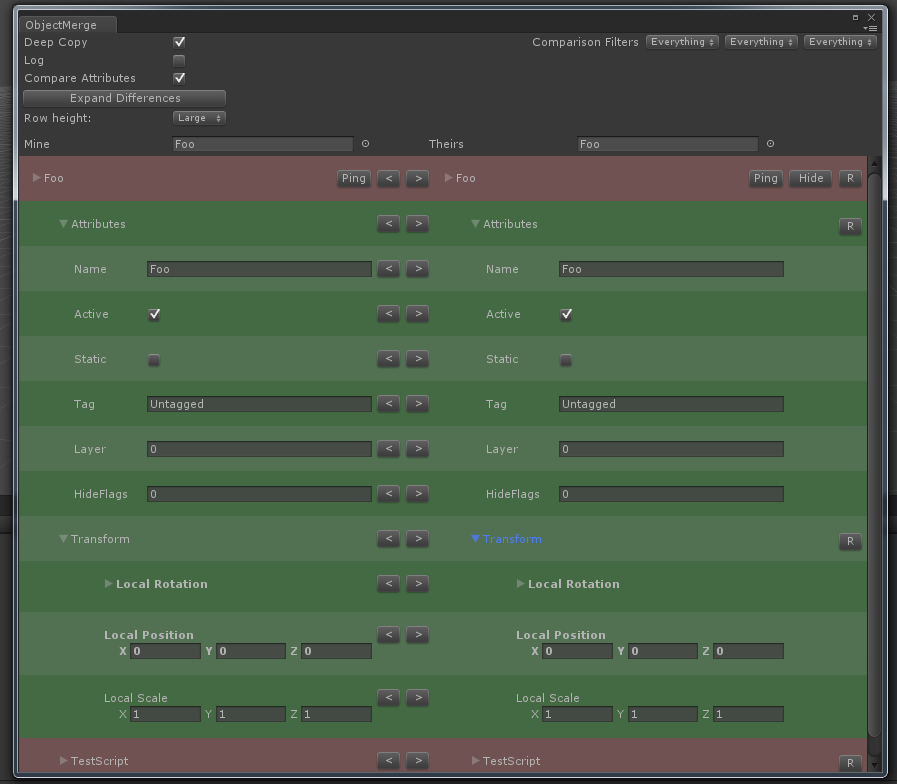 ObjectMerge
Deep Copy Comparison Filters Everything Everything Everything
Log
Compare Attributes
Expand Differences
Row height: Large
Mine Foo Theirs Foo
Foo Ping < > Foo Ping Hide R
Attributes < > Attributes R
Name Foo < > Name Foo
Active < > Active
Static < > Static
Tag Untagged < > Tag Untagged
Layer 0 < > Layer 0
HideFlags 0 < > HideFlags 0
Transform < > Transform R
Local Rotation < > Local Rotation
Local Position < > Local Position
X 0 Y 0 Z 0 X 0 Y 0 Z 0
Local Scale < > Local Scale
X 1 Y 1 Z 1 X 1 Y 1 Z 1
TestScript < > TestScript R